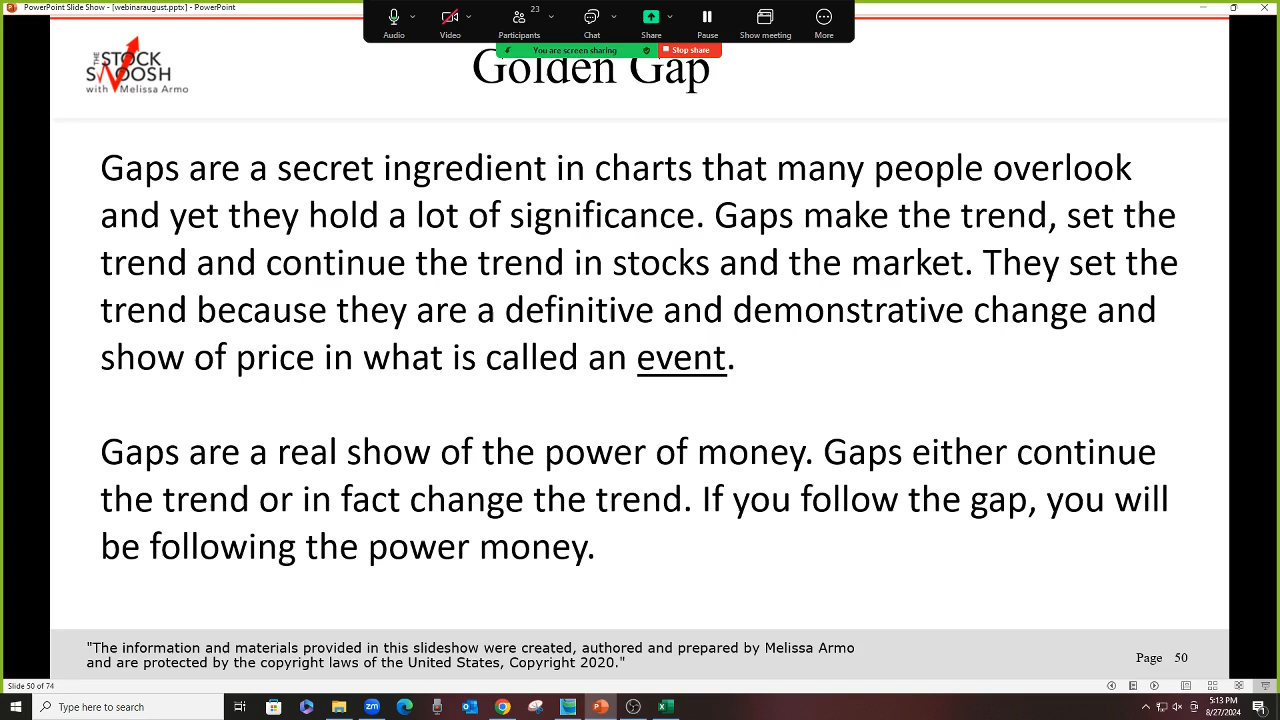 PowerPoint Slide Show - [webinaraugust.pptx] - PowerPoint
Audio
Video
23
Participants
Chat
Share
Pause
Show meeting
More
You are screen sharing
Stop share
THE STOCK
SWOOSH
with Melissa Armo
Golden Gap
Gaps are a secret ingredient in charts that many people overlook
and yet they hold a lot of significance. Gaps make the trend, set the
trend and continue the trend in stocks and the market. They set the
trend because they are a definitive and demonstrative change and
show of price in what is called an event.
Gaps are a real show of the power of money. Gaps either continue
the trend or in fact change the trend. If you follow the gap, you will
be following the power money.
"The information and materials provided in this slideshow were created, authored and prepared by Melissa Armo
and are protected by the copyright laws of the United States, Copyright 2020."
Page 50
Slide 50 of 74
Type here to search
5:13 PM
8/27/2024